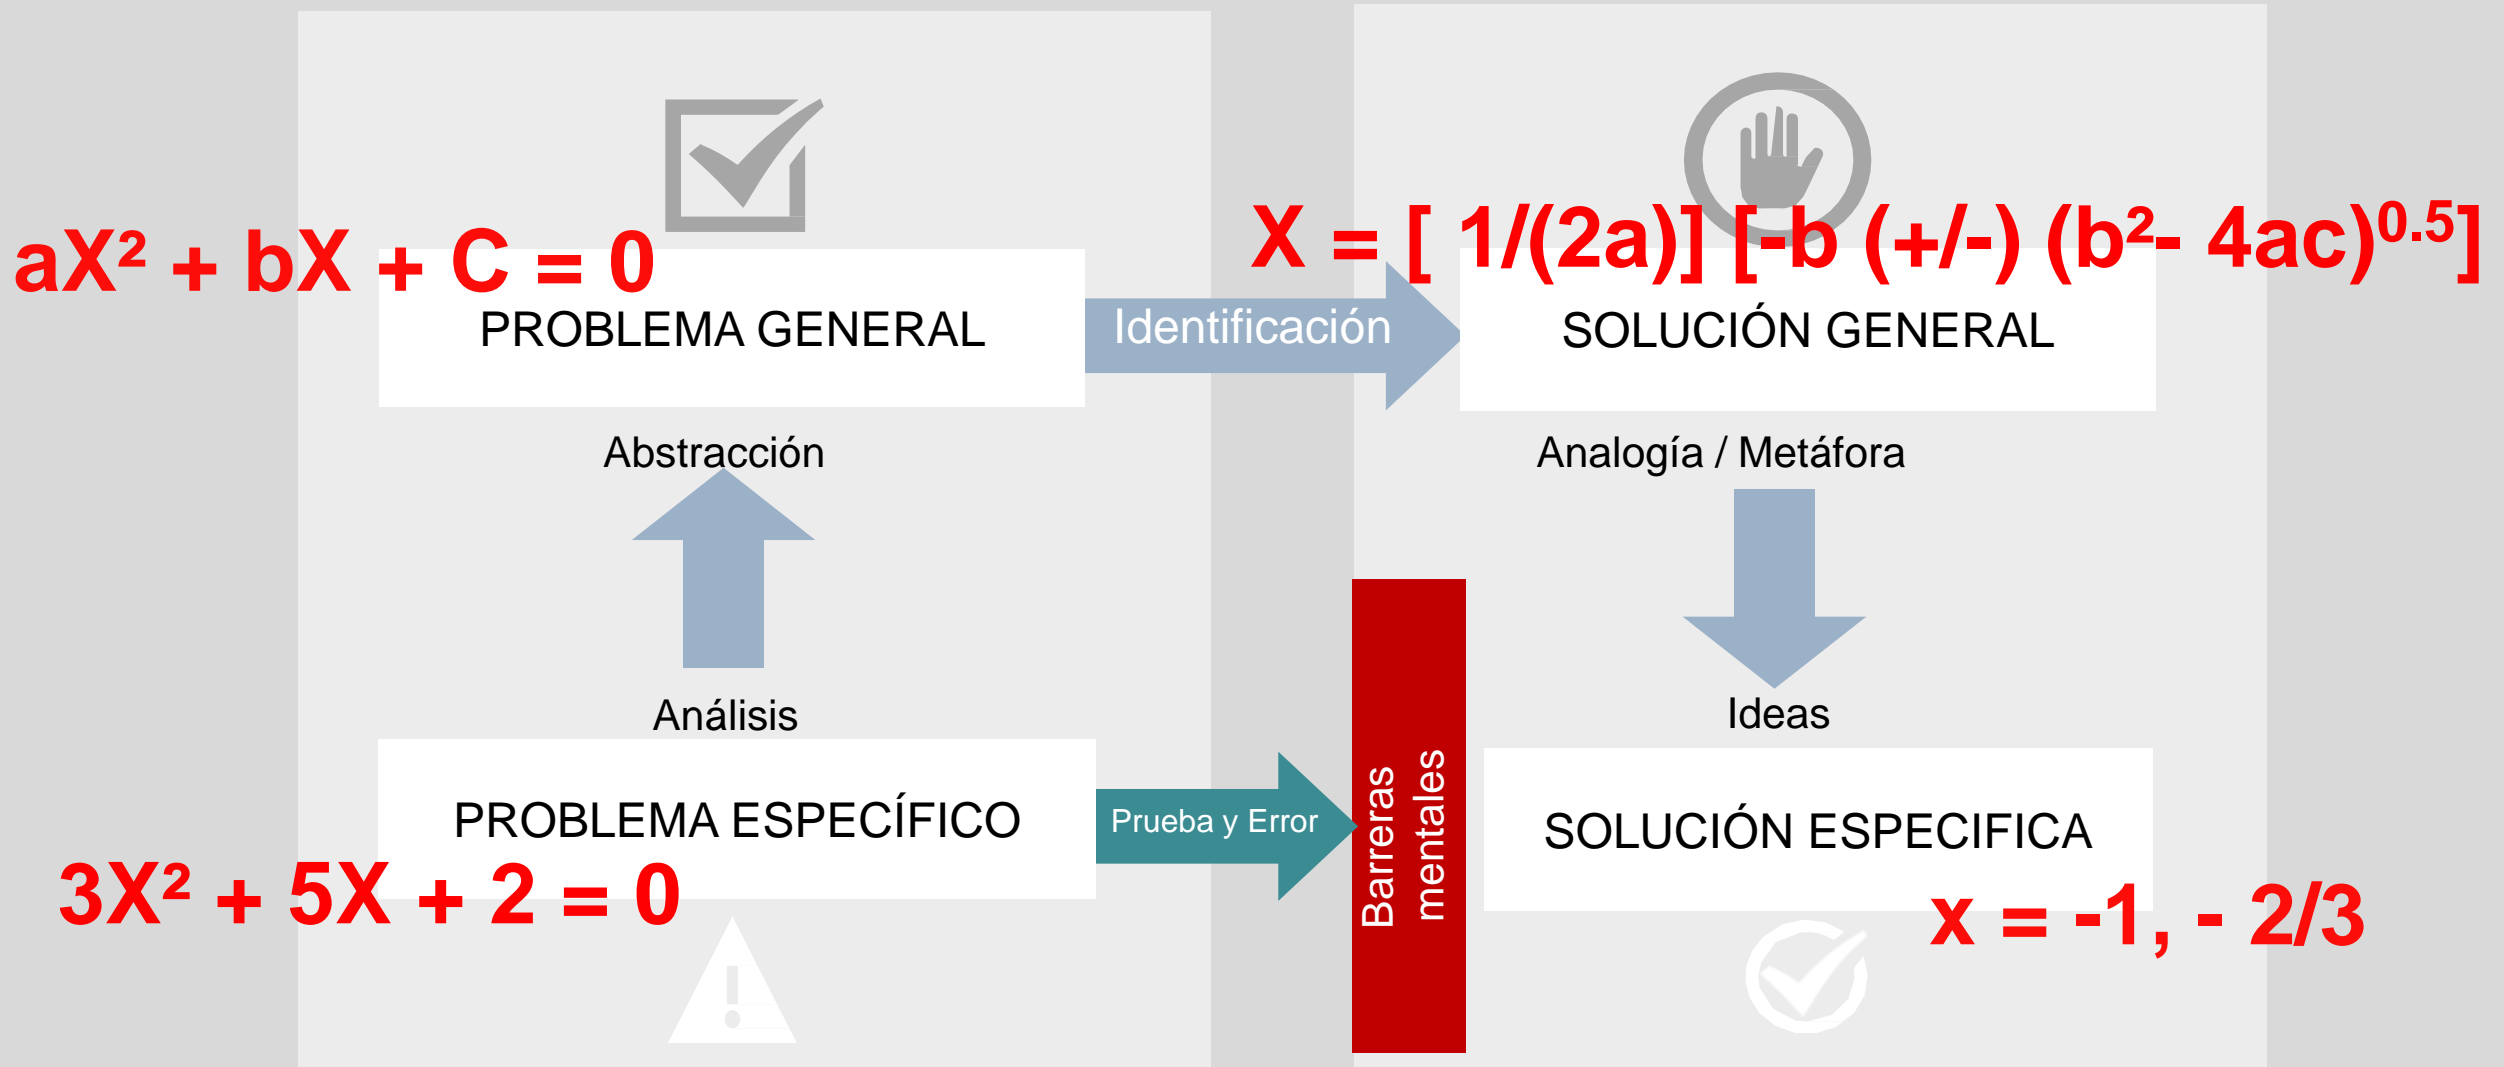 aX² + bX + C = 0
X = [ 1/(2a)] [-b (+/-) (b²- 4ac)⁰·⁵]
PROBLEMA GENERAL
Identificación
SOLUCIÓN GENERAL
Abstracción
Analogía / Metáfora
Análisis
Ideas
PROBLEMA ESPECÍFICO
Prueba y Error
Barreras
mentales
SOLUCIÓN ESPECIFICA
3X² + 5X + 2 = 0
x = -1, - 2/3